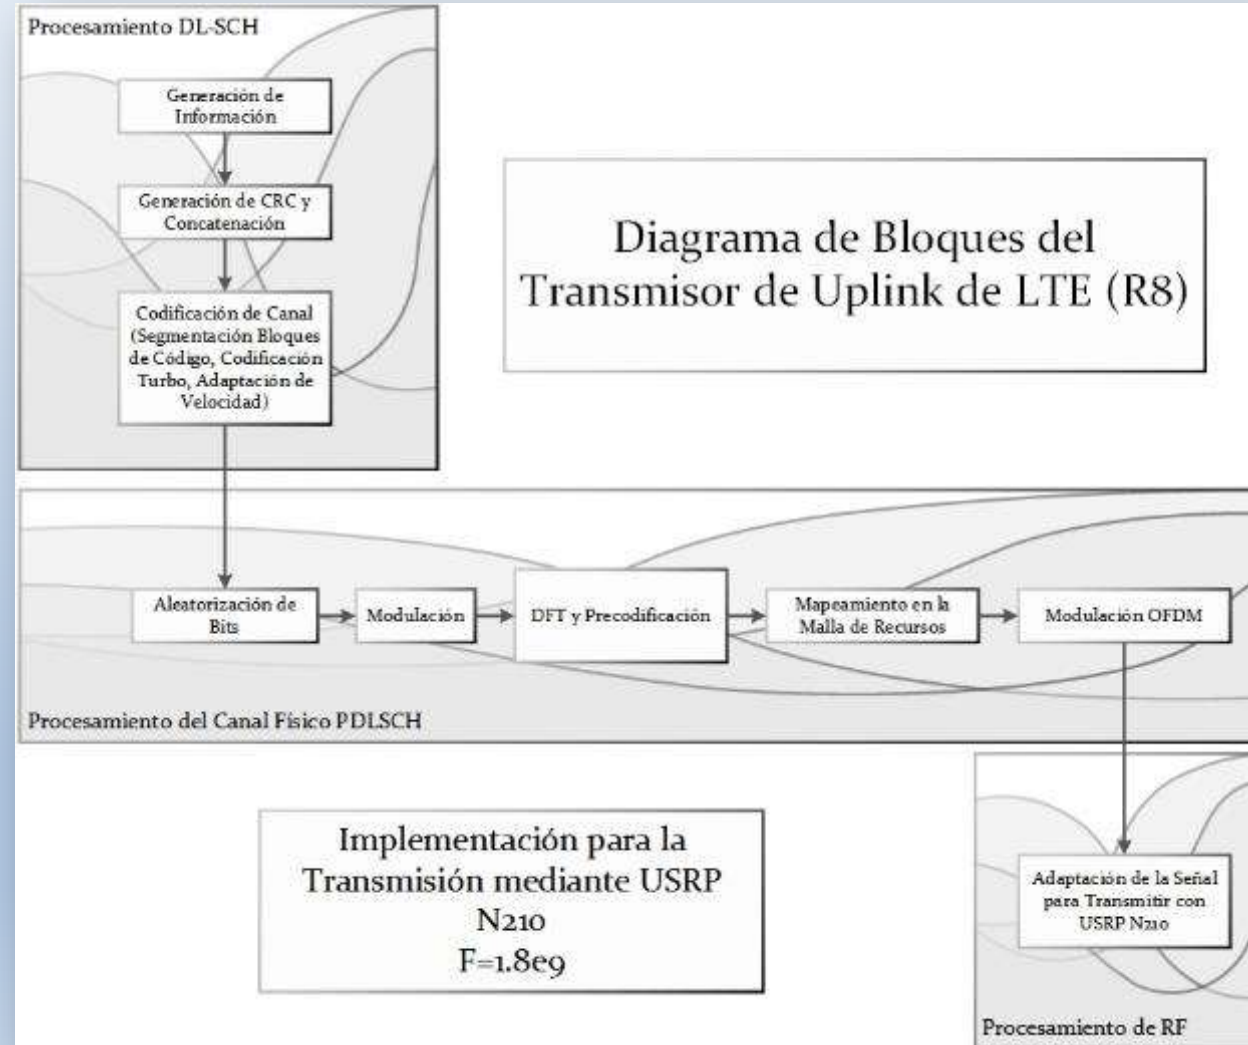 Procesamiento DL-SCH
Generación de
Información
Generación de CRC y
Concatenación
Codificación de Canal
(Segmentación Bloques
de Código, Codificación
Turbo, Adaptación de
Velocidad)
Diagrama de Bloques del
Transmisor de Uplink de LTE (R8)
Aleatorización de
Bits
Modulación
DFT y Precodificación
Mapeamiento en la
Malla de Recursos
Modulación OFDM
Procesamiento del Canal Físico PDLSCH
Implementación para la
Transmisión mediante USRP
N210
F=1.8e9
Adaptación de la Señal
para Transmitir con
USRP N210
Procesamiento de RF